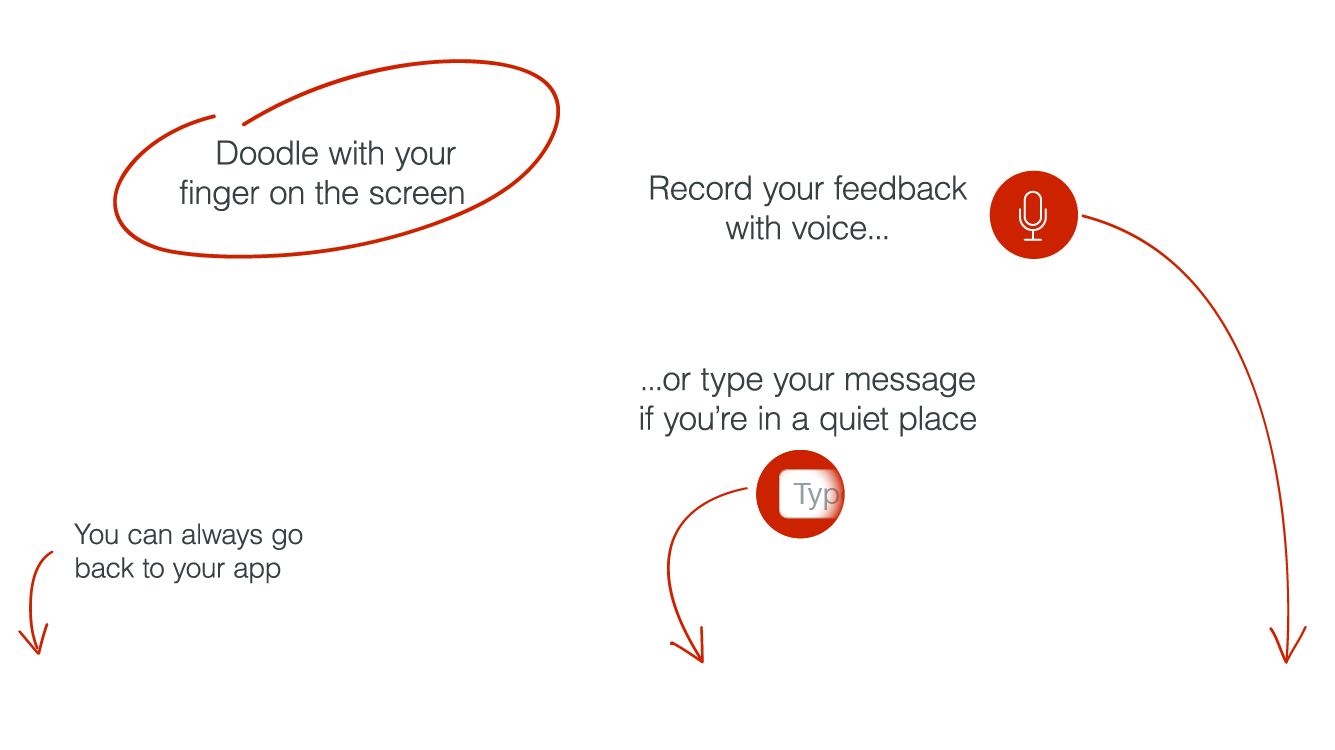 Doodle with your
finger on the screen
Record your feedback
with voice...
...or type your message
if you’re in a quiet place
Typ
You can always go
back to your app